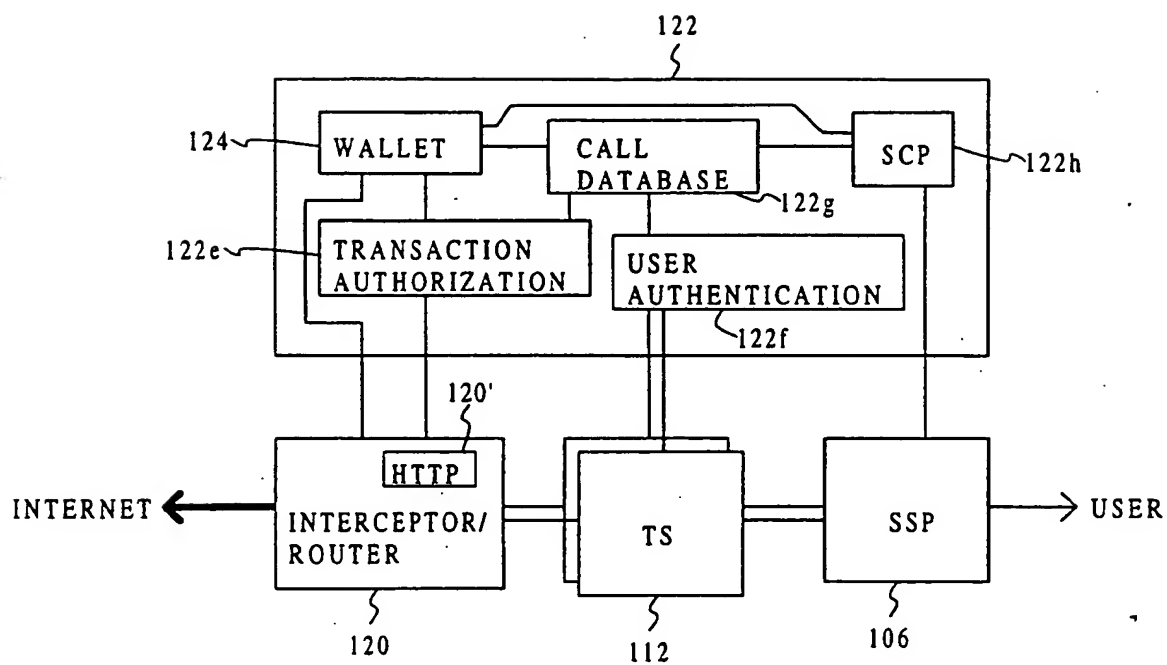 122
124
WALLET
CALL
DATABASE
SCP
122h
122g
122e
TRANSACTION
AUTHORIZATION
USER
AUTHENTICATION
122f
120'
HTTP
INTERNET
INTERCEPTOR/
ROUTER
TS
SSP
USER
120
112
106